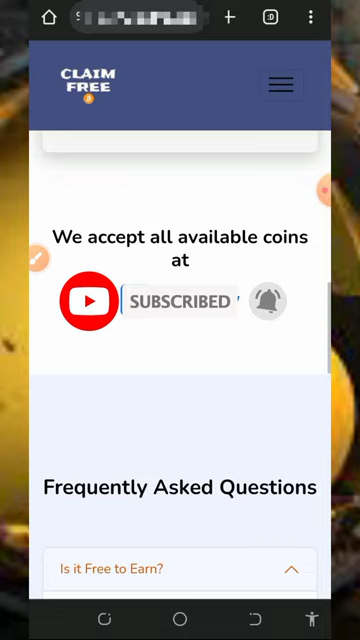 :D
CLAIM
FREE
We accept all available coins
at
SUBSCRIBED
Frequently Asked Questions
Is it Free to Earn?